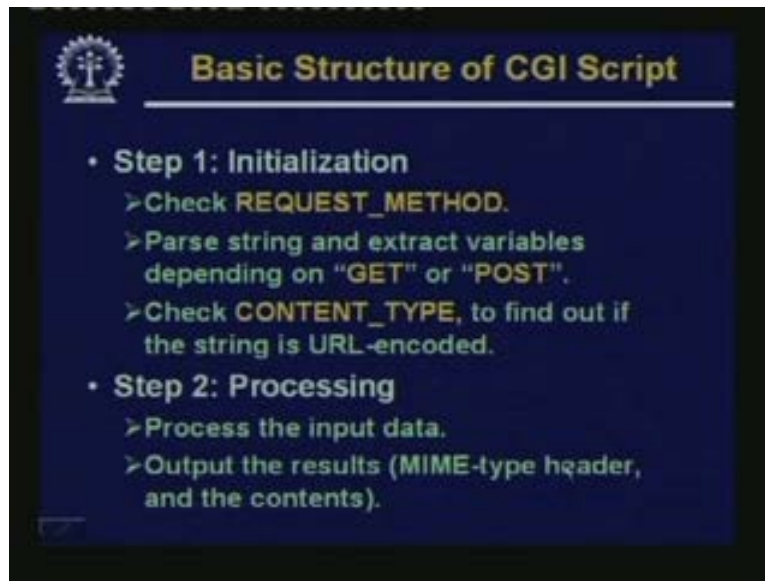 Basic Structure of CGI Script
• Step 1: Initialization
➢Check REQUEST_METHOD.
➢Parse string and extract variables
depending on “GET” or “POST”.
➢Check CONTENT_TYPE, to find out if
the string is URL-encoded.
• Step 2: Processing
➢Process the input data.
➢Output the results (MIME-type header,
and the contents).